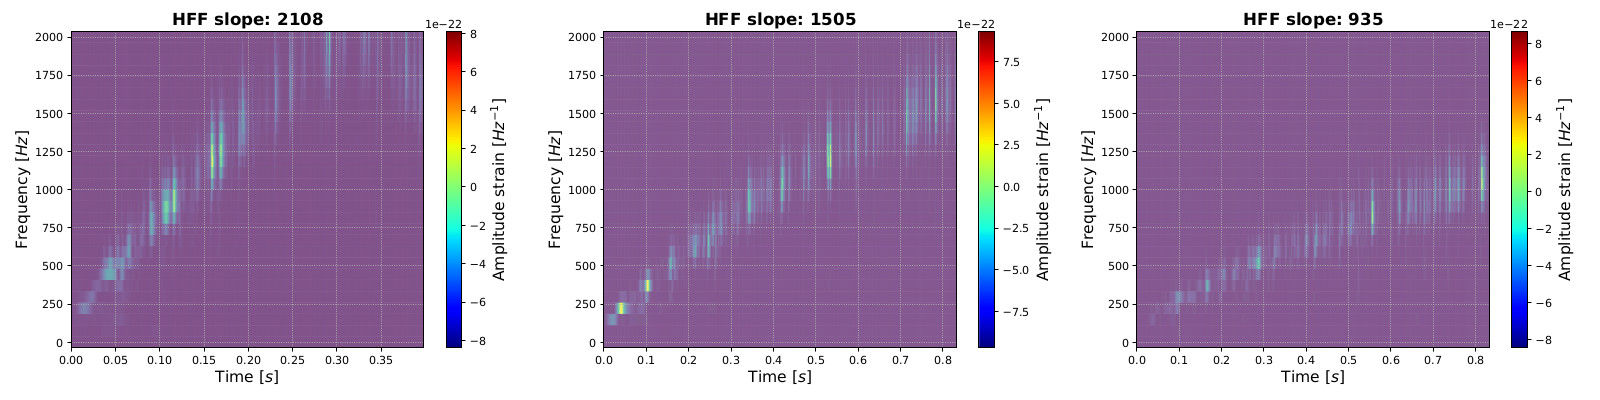 HFF slope: 2108
1e−22
2000
1750
1500
1250
1000
750
500
250
0
Frequency [Hz]
0.00 0.05 0.10 0.15 0.20 0.25 0.30 0.35
Time [s]
8
6
4
2
0
−2
−4
−6
−8
Amplitude strain [Hz⁻¹]
HFF slope: 1505
1e−22
2000
1750
1500
1250
1000
750
500
250
0
Frequency [Hz]
0.0 0.1 0.2 0.3 0.4 0.5 0.6 0.7 0.8
Time [s]
7.5
5.0
2.5
0.0
−2.5
−5.0
−7.5
Amplitude strain [Hz⁻¹]
HFF slope: 935
1e−22
2000
1750
1500
1250
1000
750
500
250
0
Frequency [Hz]
0.0 0.1 0.2 0.3 0.4 0.5 0.6 0.7 0.8
Time [s]
8
6
4
2
0
−2
−4
−6
−8
Amplitude strain [Hz⁻¹]